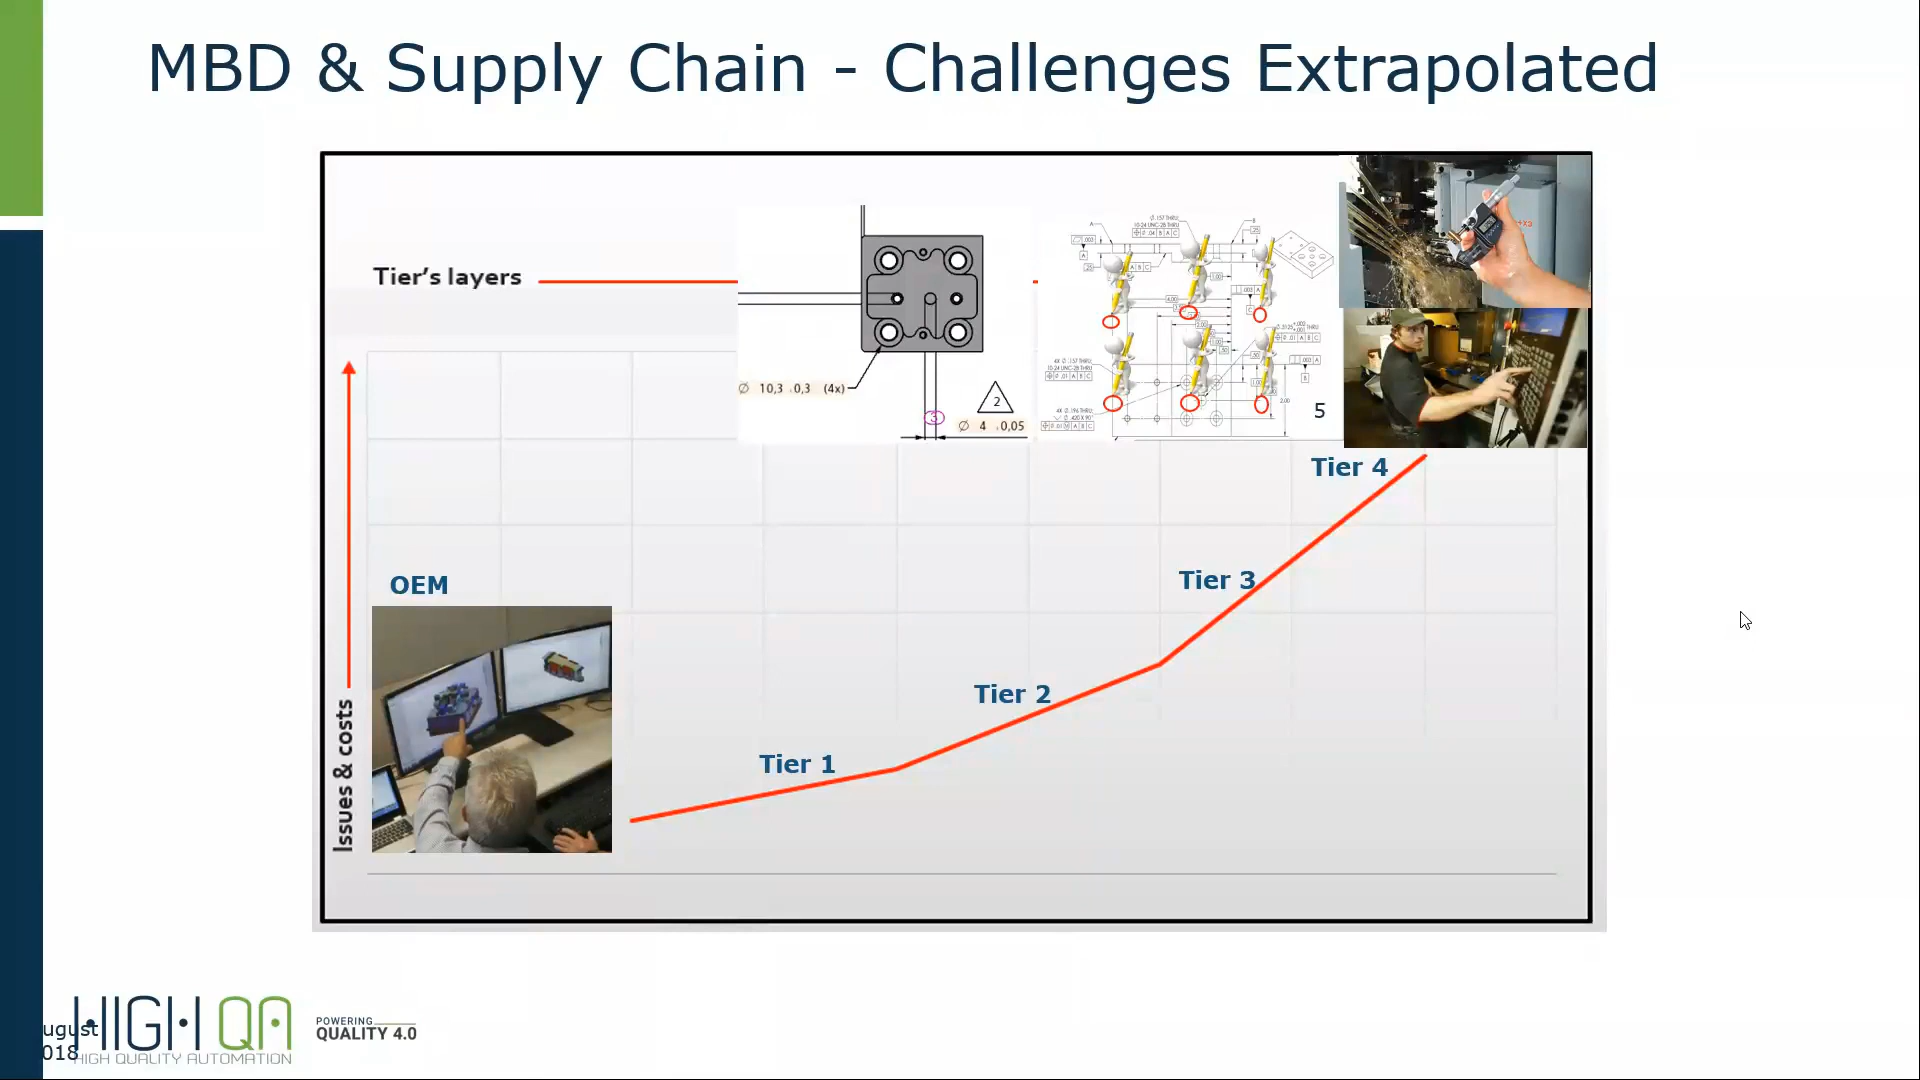 MBD & Supply Chain - Challenges Extrapolated
Tier's layers
Ø 10,3 ±0,3 (4x)
3
2
Ø 4 ±0,05
5
Issues & costs
OEM
Tier 1
Tier 2
Tier 3
Tier 4
ugust
018
HIGH QA
HIGH QUALITY AUTOMATION
POWERING
QUALITY 4.0